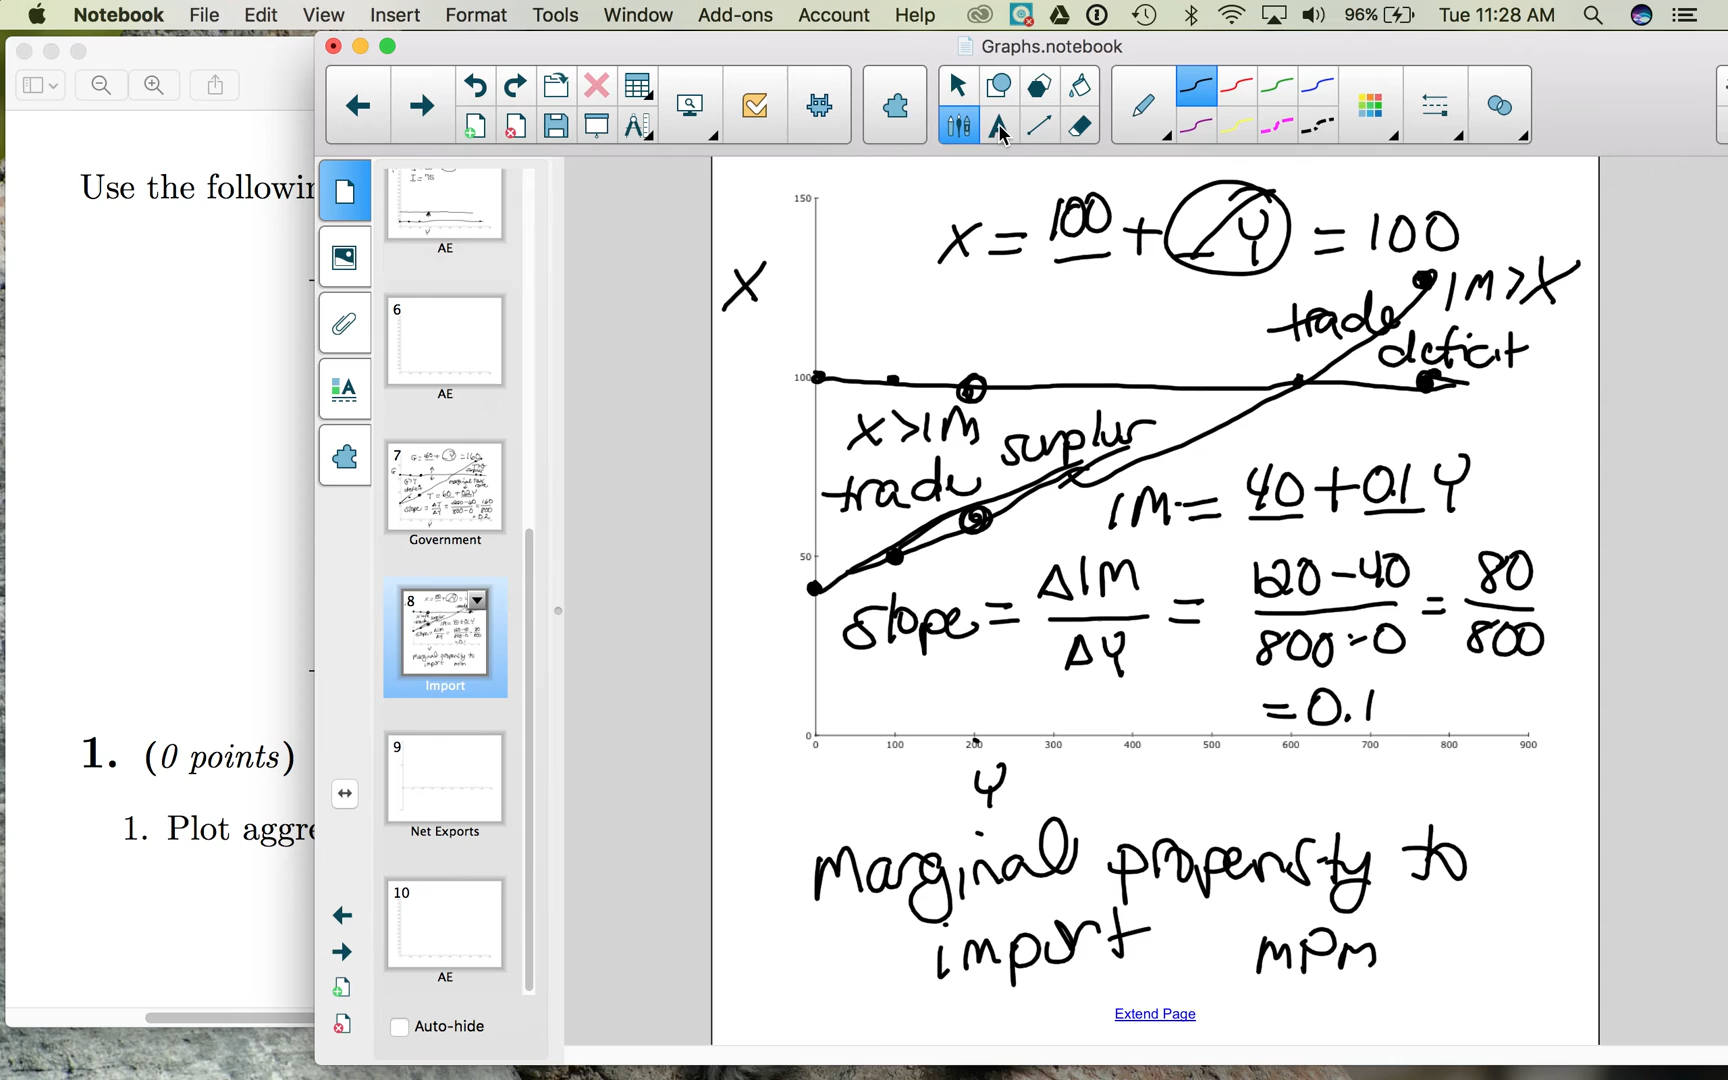 Notebook File Edit View Insert Format Tools Window Add-ons Account Help 96% Tue 11:28 AM
Graphs.notebook
Use the followin
1. (0 points)
1. Plot aggre
I = 75
Y
AE
6
AE
7
Government
8
Import
9
Net Exports
10
AE
Auto-hide
150
X = 100 + Y = 100
X
IM > X
trade
deficit
100
X > IM
surplus
trade
IM = 40 + 0.1 Y
50
slope = ΔIM / ΔY = 120 - 40 / 800 - 0 = 80 / 800
= 0.1
0
0 100 200 300 400 500 600 700 800 900
Y
marginal propensity to
import mPm
Extend Page